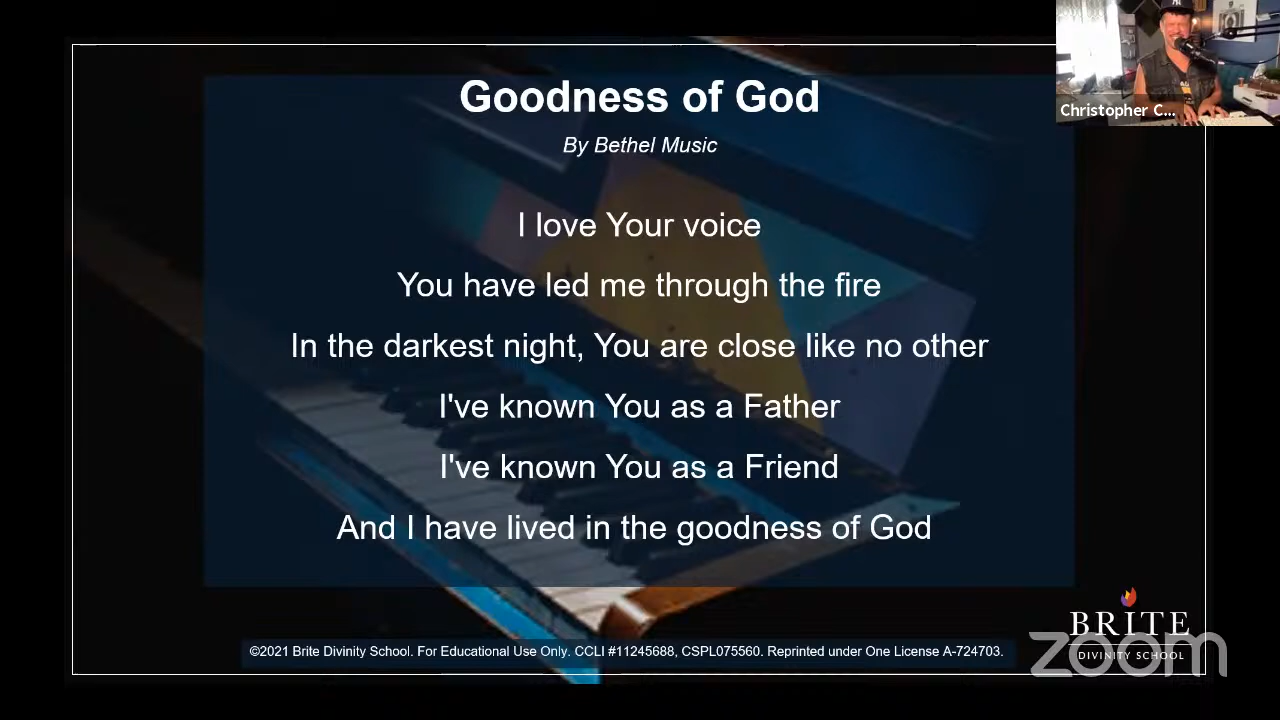 Goodness of God
By Bethel Music
I love Your voice
You have led me through the fire
In the darkest night, You are close like no other
I've known You as a Father
I've known You as a Friend
And I have lived in the goodness of God
©2021 Brite Divinity School. For Educational Use Only. CCLI #11245688, CSPL075560. Reprinted under One License A-724703.
Christopher C...
BRITE
DIVINITY SCHOOL
zoom